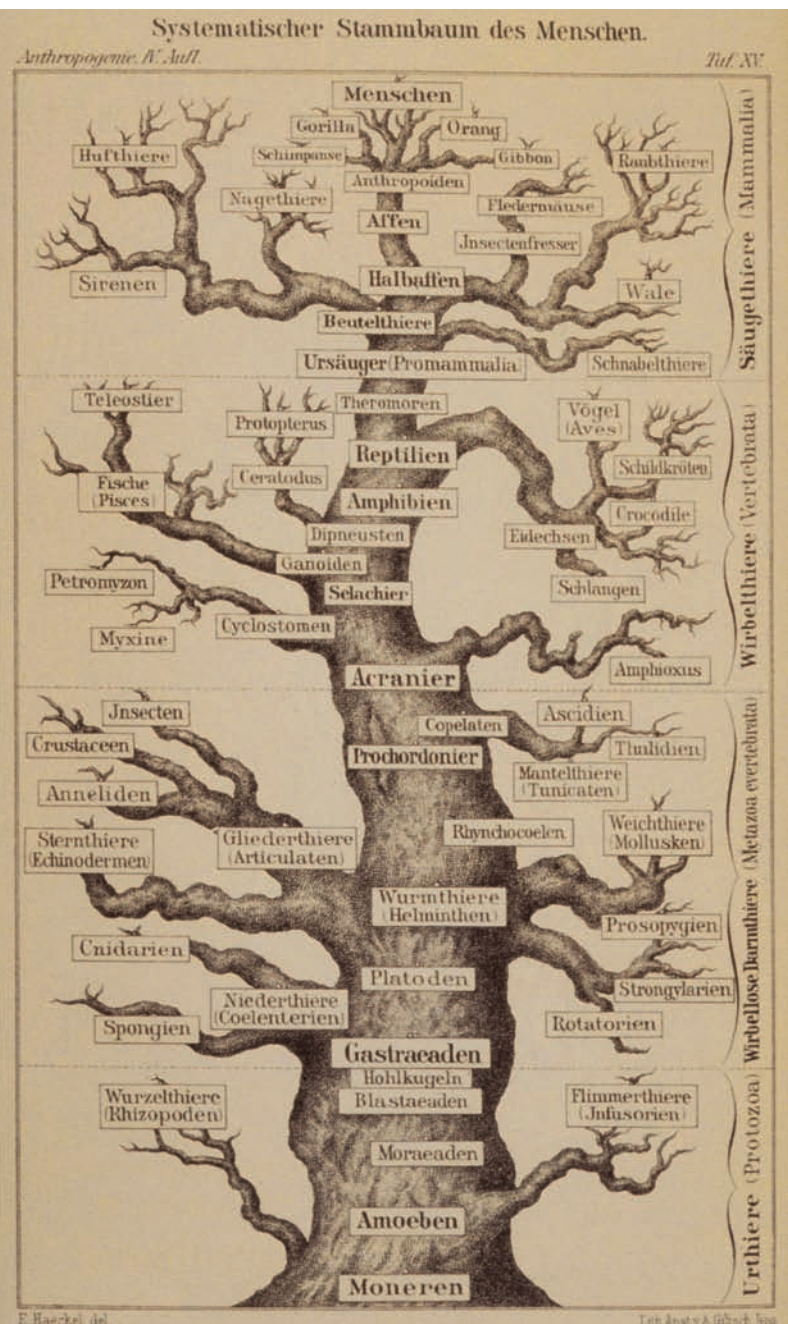 Systematischer Stammbaum des Menschen.
Anthropogenie. IV. Aufl.
Taf. XV.
Menschen
Gorilla
Orang
Schimpanse
Gibbon
Hufthiere
Raubthiere
Anthropoiden
Nagethiere
Fledermäuse
Affen
Jnsectenfresser
Halbaffen
Sirenen
Wale
Beutelthiere
Ursäuger (Promammalia)
Schnabelthiere
Säugethiere (Mammalia)
Teleostier
Theromoren
Vögel
(Aves)
Protopterus
Reptilien
Schildkröten
Ceratodus
Fische
(Pisces)
Amphibien
Crocodile
Dipneusten
Eidechsen
Ganoiden
Petromyzon
Selachier
Schlangen
Cyclostomen
Myxine
Amphioxus
Acranier
Wirbelthiere (Vertebrata)
Jnsecten
Ascidien
Copelaten
Crustaceen
Thalidien
Prochordonier
Mantelthiere
(Tunicaten)
Anneliden
Weichthiere
(Mollusken)
Rhynchocoelen
Sternthiere
(Echinodermen)
Gliederthiere
(Articulaten)
Wurmthiere
(Helminthen)
Prosopygien
Cnidarien
Platoden
Strongylarien
Niederthiere
(Coelenterien)
Spongien
Rotatorien
Gastraeaden
Wirbellose Darmthiere (Metazoa evertebrata)
Hohlkugeln
Wurzelthiere
(Rhizopoden)
Blastaeaden
Flimmerthiere
(Jnfusorien)
Moraeaden
Amoeben
Moneren
Urthiere (Protozoa)
E. Haeckel del.
Lith. Anst. v. A. Giltsch, Jena